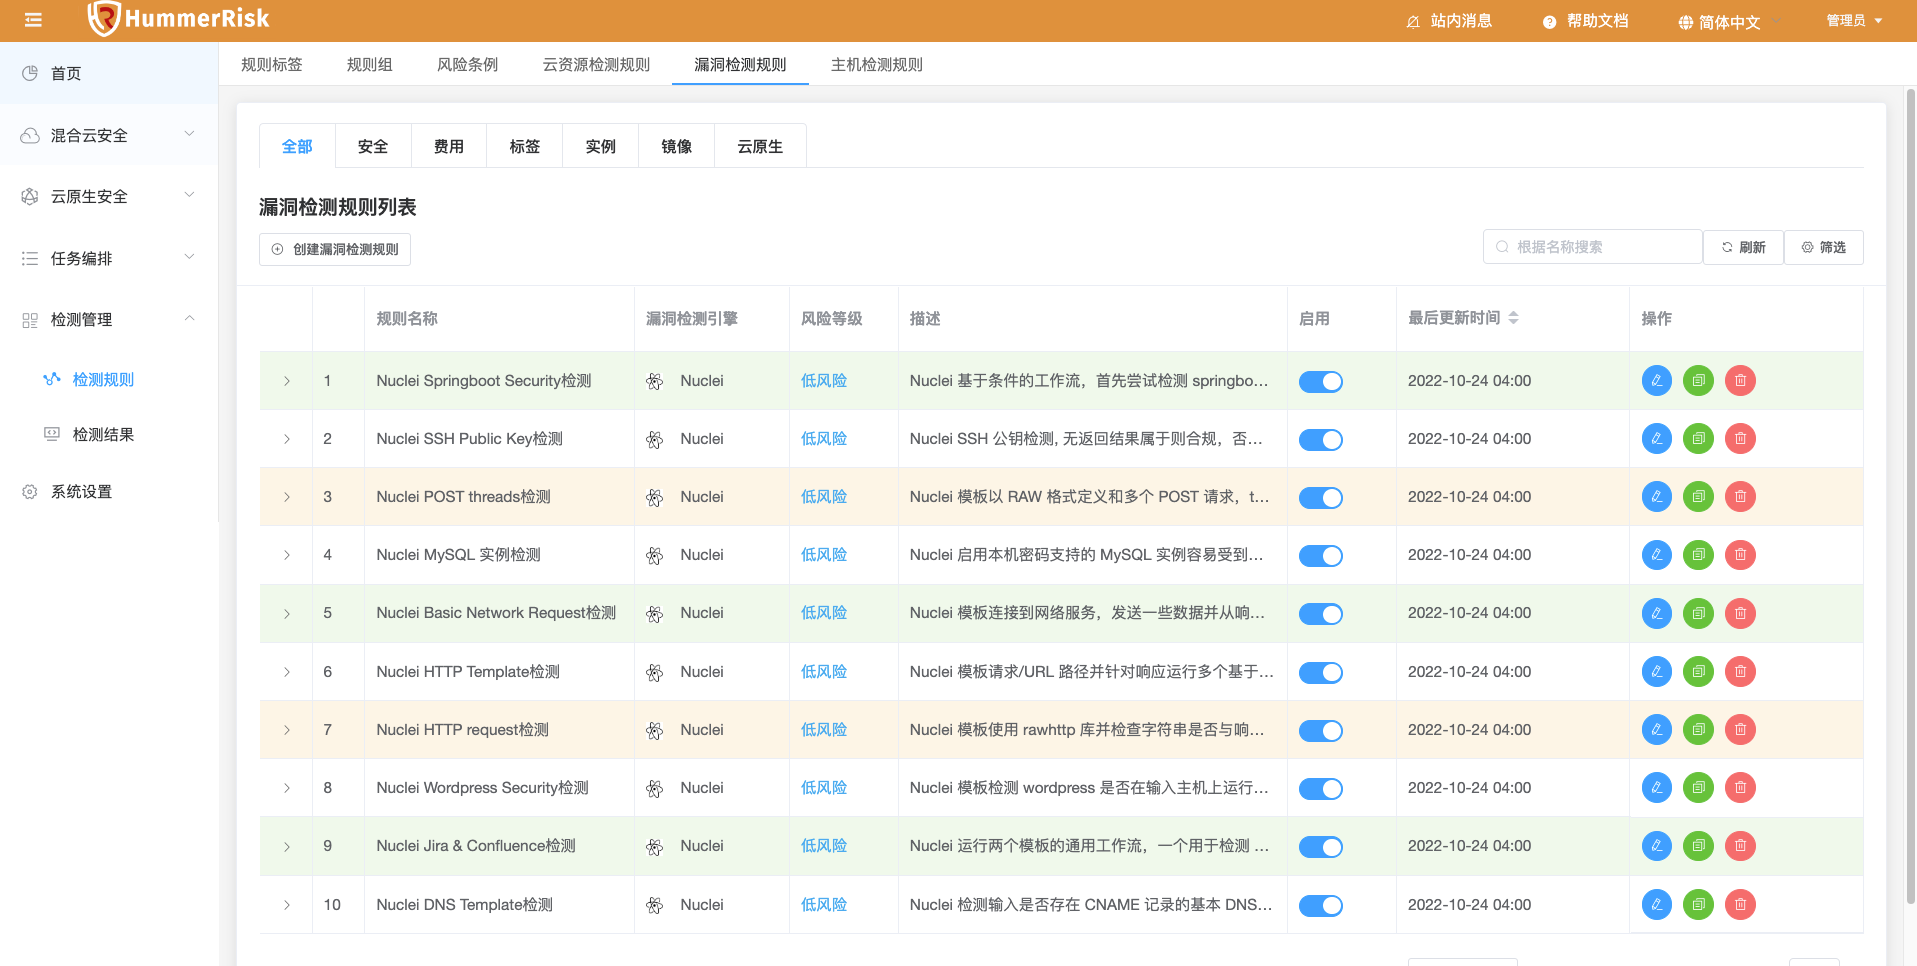 HummerRisk
站内消息
帮助文档
简体中文
管理员
首页
混合云安全
云原生安全
任务编排
检测管理
检测规则
检测结果
系统设置
规则标签 规则组 风险条例 云资源检测规则 漏洞检测规则 主机检测规则
全部 安全 费用 标签 实例 镜像 云原生
漏洞检测规则列表
创建漏洞检测规则
根据名称搜索 刷新 筛选
规则名称 漏洞检测引擎 风险等级 描述 启用 最后更新时间 操作
1 Nuclei Springboot Security检测 Nuclei 低风险 Nuclei 基于条件的工作流，首先尝试检测 springbo... 2022-10-24 04:00
2 Nuclei SSH Public Key检测 Nuclei 低风险 Nuclei SSH 公钥检测, 无返回结果属于则合规，否... 2022-10-24 04:00
3 Nuclei POST threads检测 Nuclei 低风险 Nuclei 模板以 RAW 格式定义和多个 POST 请求，t... 2022-10-24 04:00
4 Nuclei MySQL 实例检测 Nuclei 低风险 Nuclei 启用本机密码支持的 MySQL 实例容易受到... 2022-10-24 04:00
5 Nuclei Basic Network Request检测 Nuclei 低风险 Nuclei 模板连接到网络服务，发送一些数据并从响... 2022-10-24 04:00
6 Nuclei HTTP Template检测 Nuclei 低风险 Nuclei 模板请求/URL 路径并针对响应运行多个基于... 2022-10-24 04:00
7 Nuclei HTTP request检测 Nuclei 低风险 Nuclei 模板使用 rawhttp 库并检查字符串是否与响... 2022-10-24 04:00
8 Nuclei Wordpress Security检测 Nuclei 低风险 Nuclei 模板检测 wordpress 是否在输入主机上运行... 2022-10-24 04:00
9 Nuclei Jira & Confluence检测 Nuclei 低风险 Nuclei 运行两个模板的通用工作流，一个用于检测 ... 2022-10-24 04:00
10 Nuclei DNS Template检测 Nuclei 低风险 Nuclei 检测输入是否存在 CNAME 记录的基本 DNS... 2022-10-24 04:00